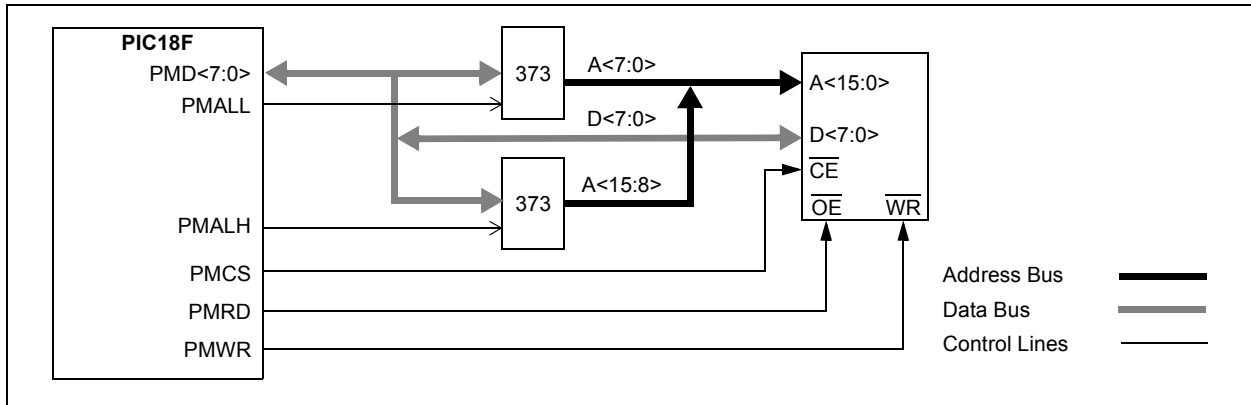 PIC18F
PMD<7:0>
373
A<7:0>
A<15:0>
PMALL
D<7:0>
D<7:0>
CE
373
A<15:8>
OE
WR
PMALH
PMCS
Address Bus
PMRD
Data Bus
PMWR
Control Lines